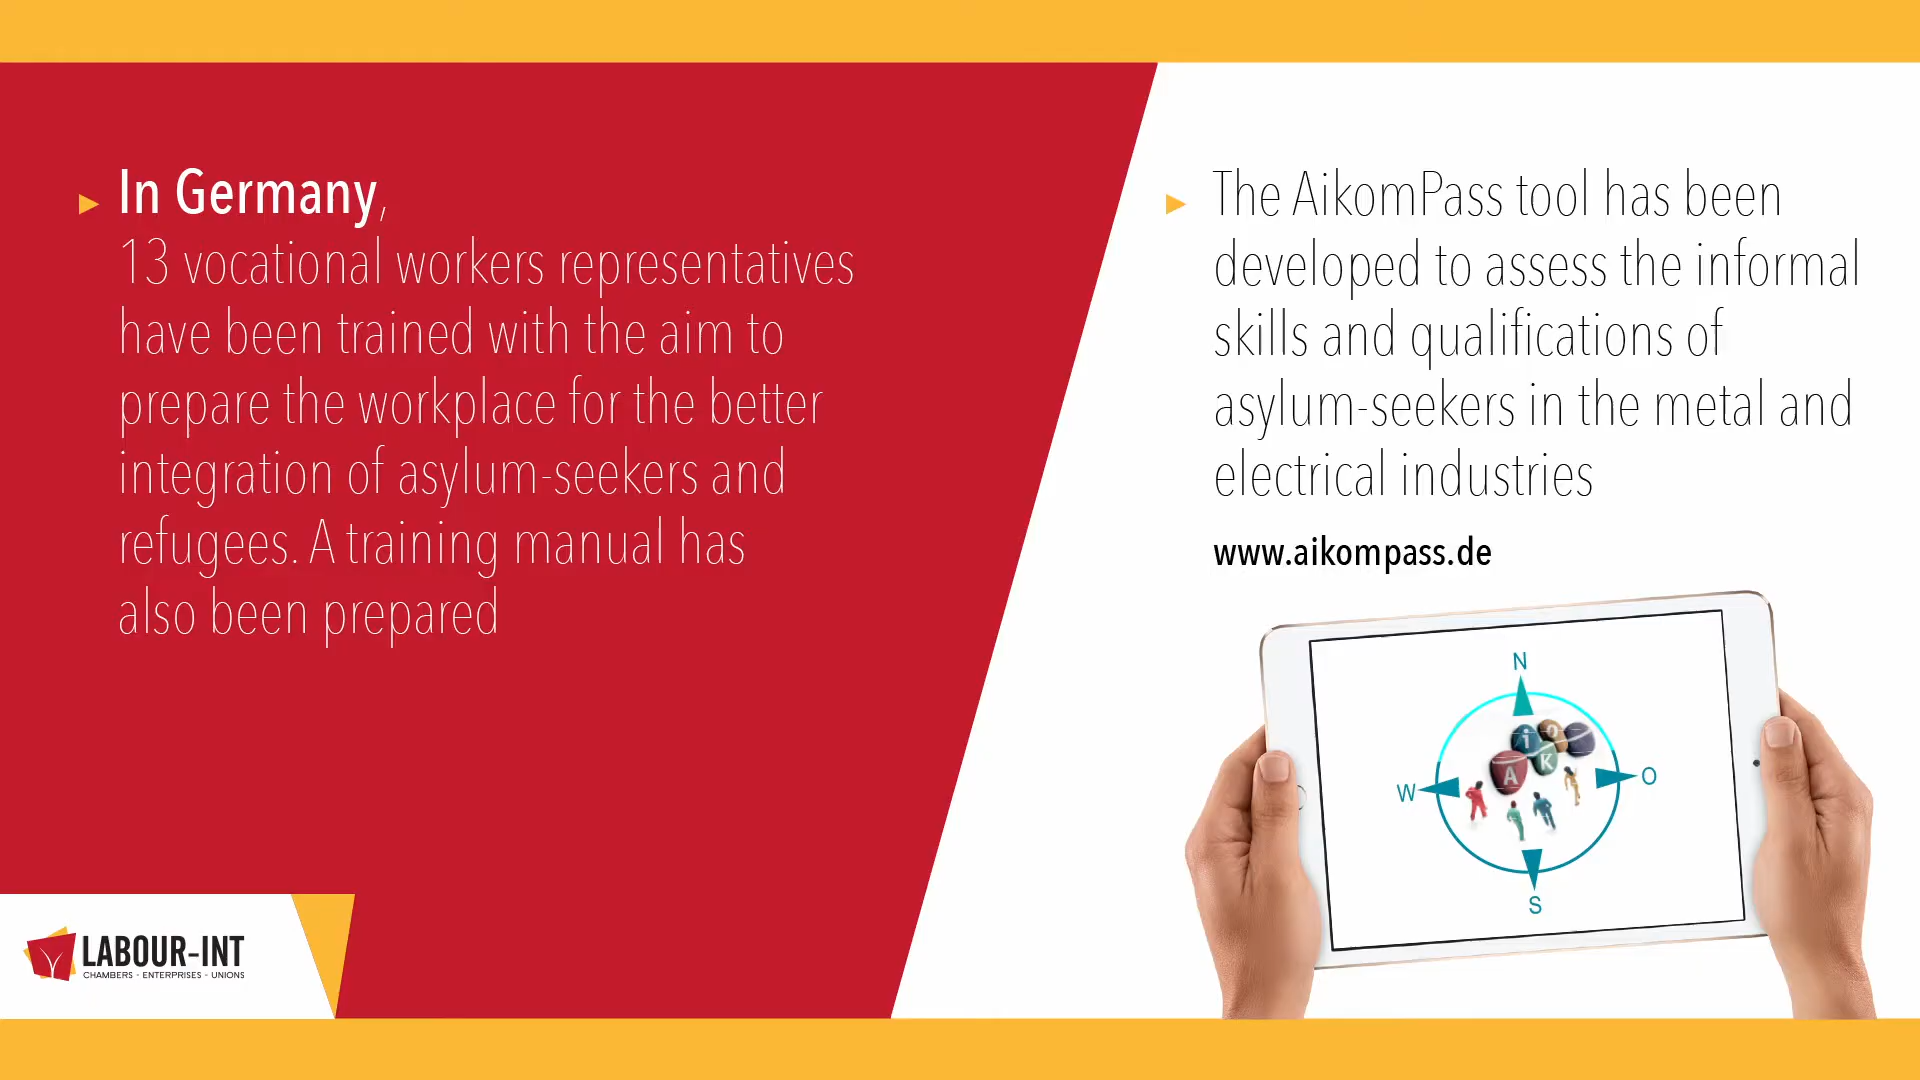 In Germany,
13 vocational workers representatives
have been trained with the aim to
prepare the workplace for the better
integration of asylum-seekers and
refugees. A training manual has
also been prepared
The AikomPass tool has been
developed to assess the informal
skills and qualifications of
asylum-seekers in the metal and
electrical industries
www.aikompass.de
N
i O
A K
W O
S
LABOUR-INT
CHAMBERS - ENTERPRISES - UNIONS